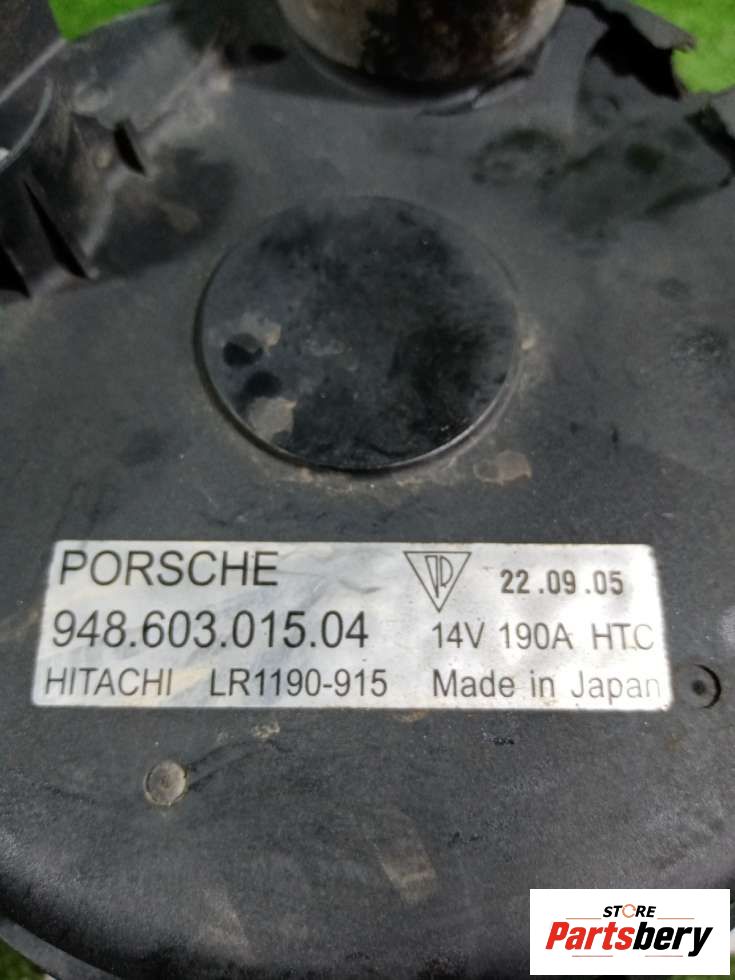 PORSCHE 22.09.05
948.603.015.04 14V 190A HTC
HITACHI LR1190-915 Made in Japan
STORE
Partsbery